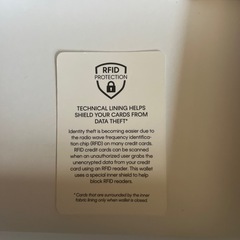 RFID
PROTECTION
TECHNICAL LINING HELPS
SHIELD YOUR CARDS FROM
DATA THEFT*
Identity theft is becoming easier due to
the radio wave frequency identifica-
tion chip (RFID) on many credit cards.
RFID credit cards can be scanned
when an unauthorized user grabs the
unencrypted data from your credit
card using an RFID reader. This wallet
uses a special inner shield to help
block RFID readers.
* Cards that are surrounded by the inner
fabric lining only when wallet is closed.